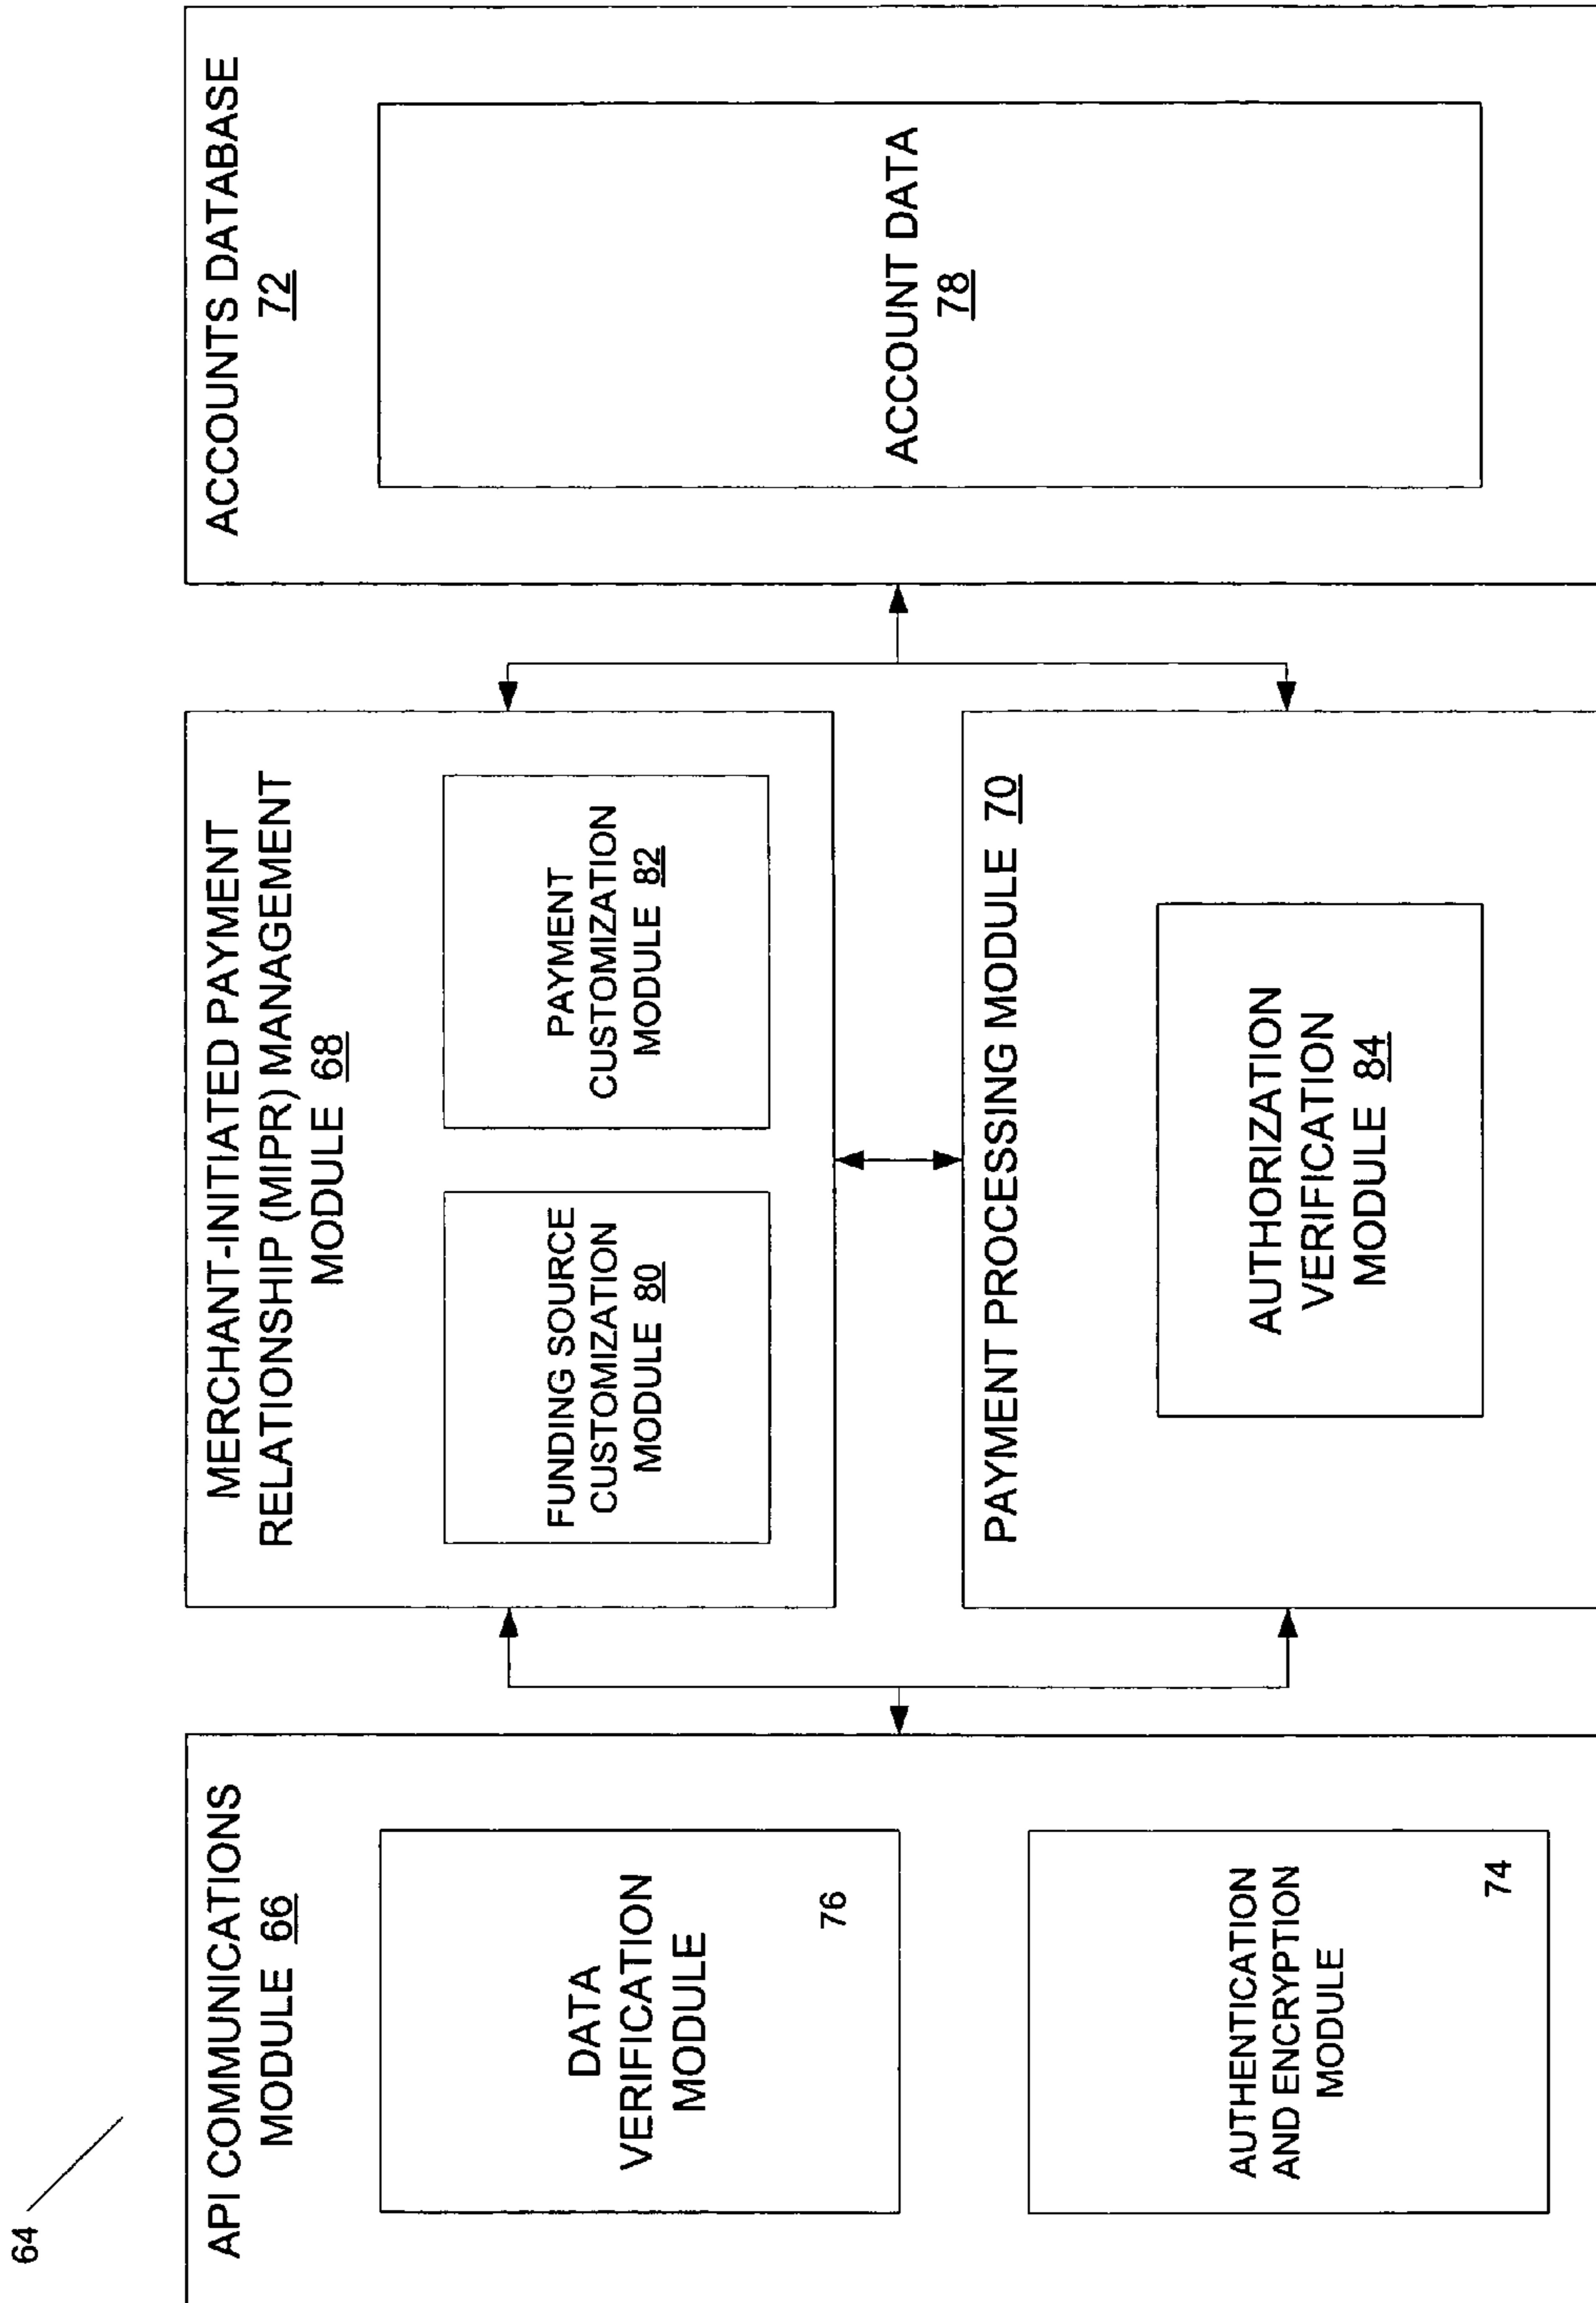 64
API COMMUNICATIONS
MODULE 66
DATA
VERIFICATION
MODULE
76
AUTHENTICATION
AND ENCRYPTION
MODULE
74
MERCHANT-INITIATED PAYMENT
RELATIONSHIP (MIPR) MANAGEMENT
MODULE 68
FUNDING SOURCE
CUSTOMIZATION
MODULE 80
PAYMENT
CUSTOMIZATION
MODULE 82
PAYMENT PROCESSING MODULE 70
AUTHORIZATION
VERIFICATION
MODULE 84
ACCOUNTS DATABASE
72
ACCOUNT DATA
78